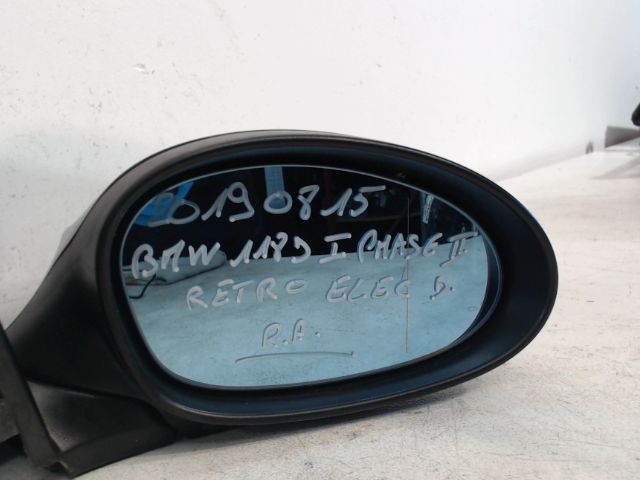 20190815
BMW 118D I PHASE II
RETRO ELEC D.
R.A.